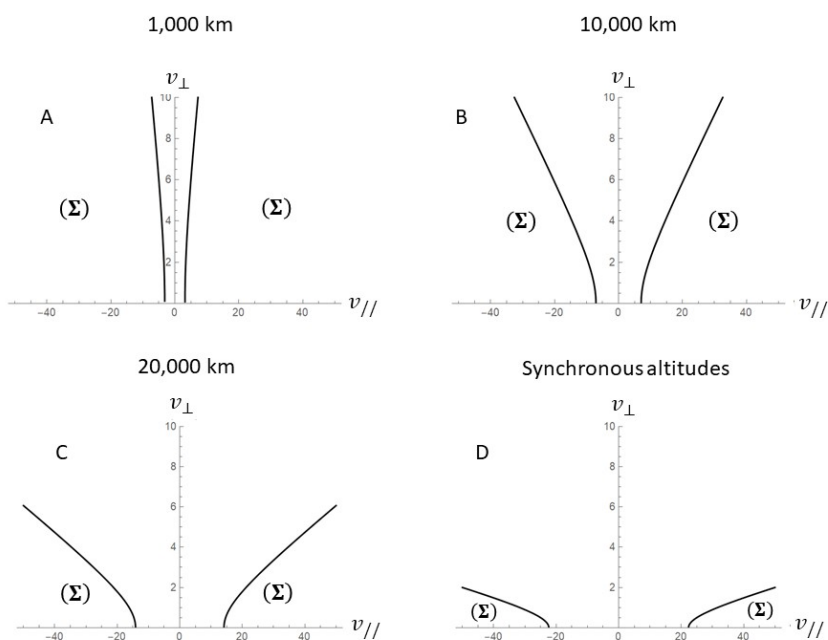 1,000 km
10,000 km
v⊥
v⊥
A
B
10
8
6
4
2
(Σ)
(Σ)
10
8
6
4
2
(Σ)
(Σ)
−40 −20 0 20 40
v//
−40 −20 0 20 40
v//
20,000 km
Synchronous altitudes
v⊥
v⊥
C
D
10
8
6
4
2
(Σ)
(Σ)
10
8
6
4
2
(Σ)
(Σ)
−40 −20 0 20 40
v//
−40 −20 0 20 40
v//